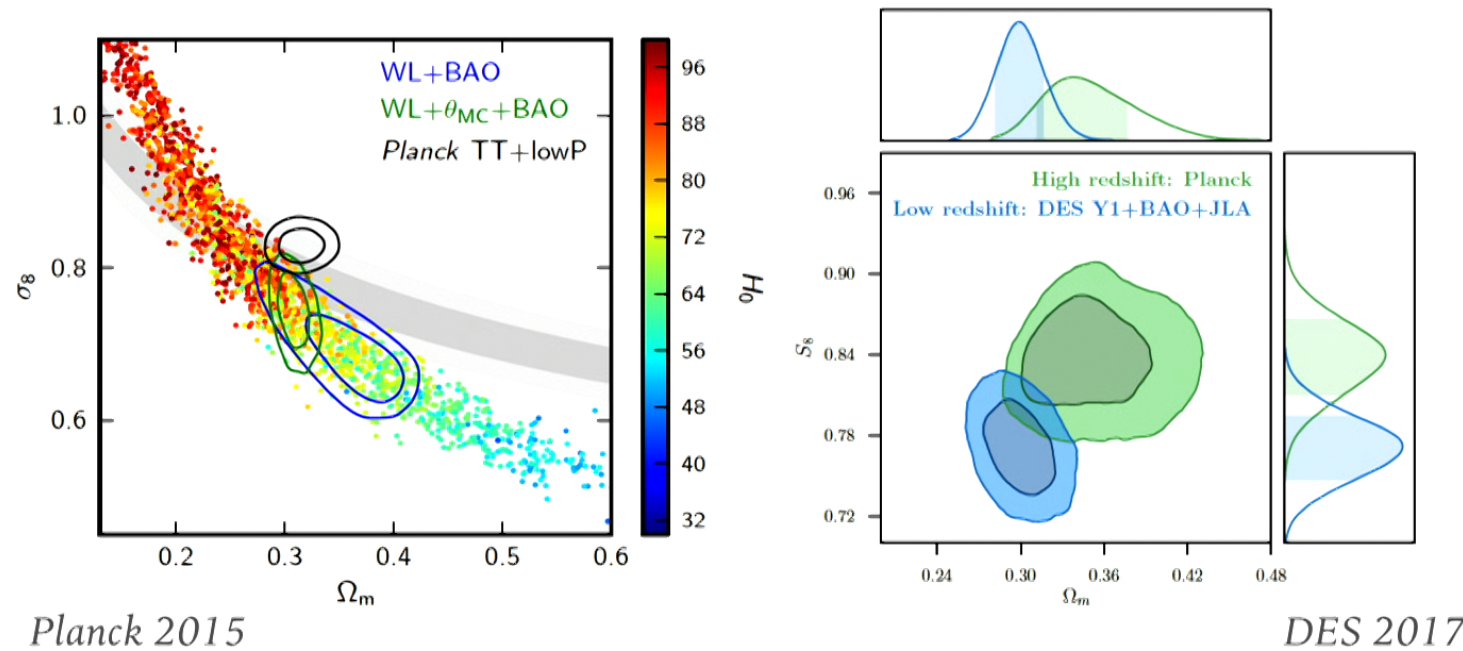 WL+BAO
WL+θMC+BAO
Planck TT+lowP
1.0
0.8
0.6
σ8
0.2
0.3
0.4
0.5
0.6
Ωm
96
88
80
72
64
56
48
40
32
H0
Planck 2015
High redshift: Planck
Low redshift: DES Y1+BAO+JLA
0.96
0.90
0.84
0.78
0.72
S8
0.24
0.30
0.36
0.42
0.48
Ωm
DES 2017